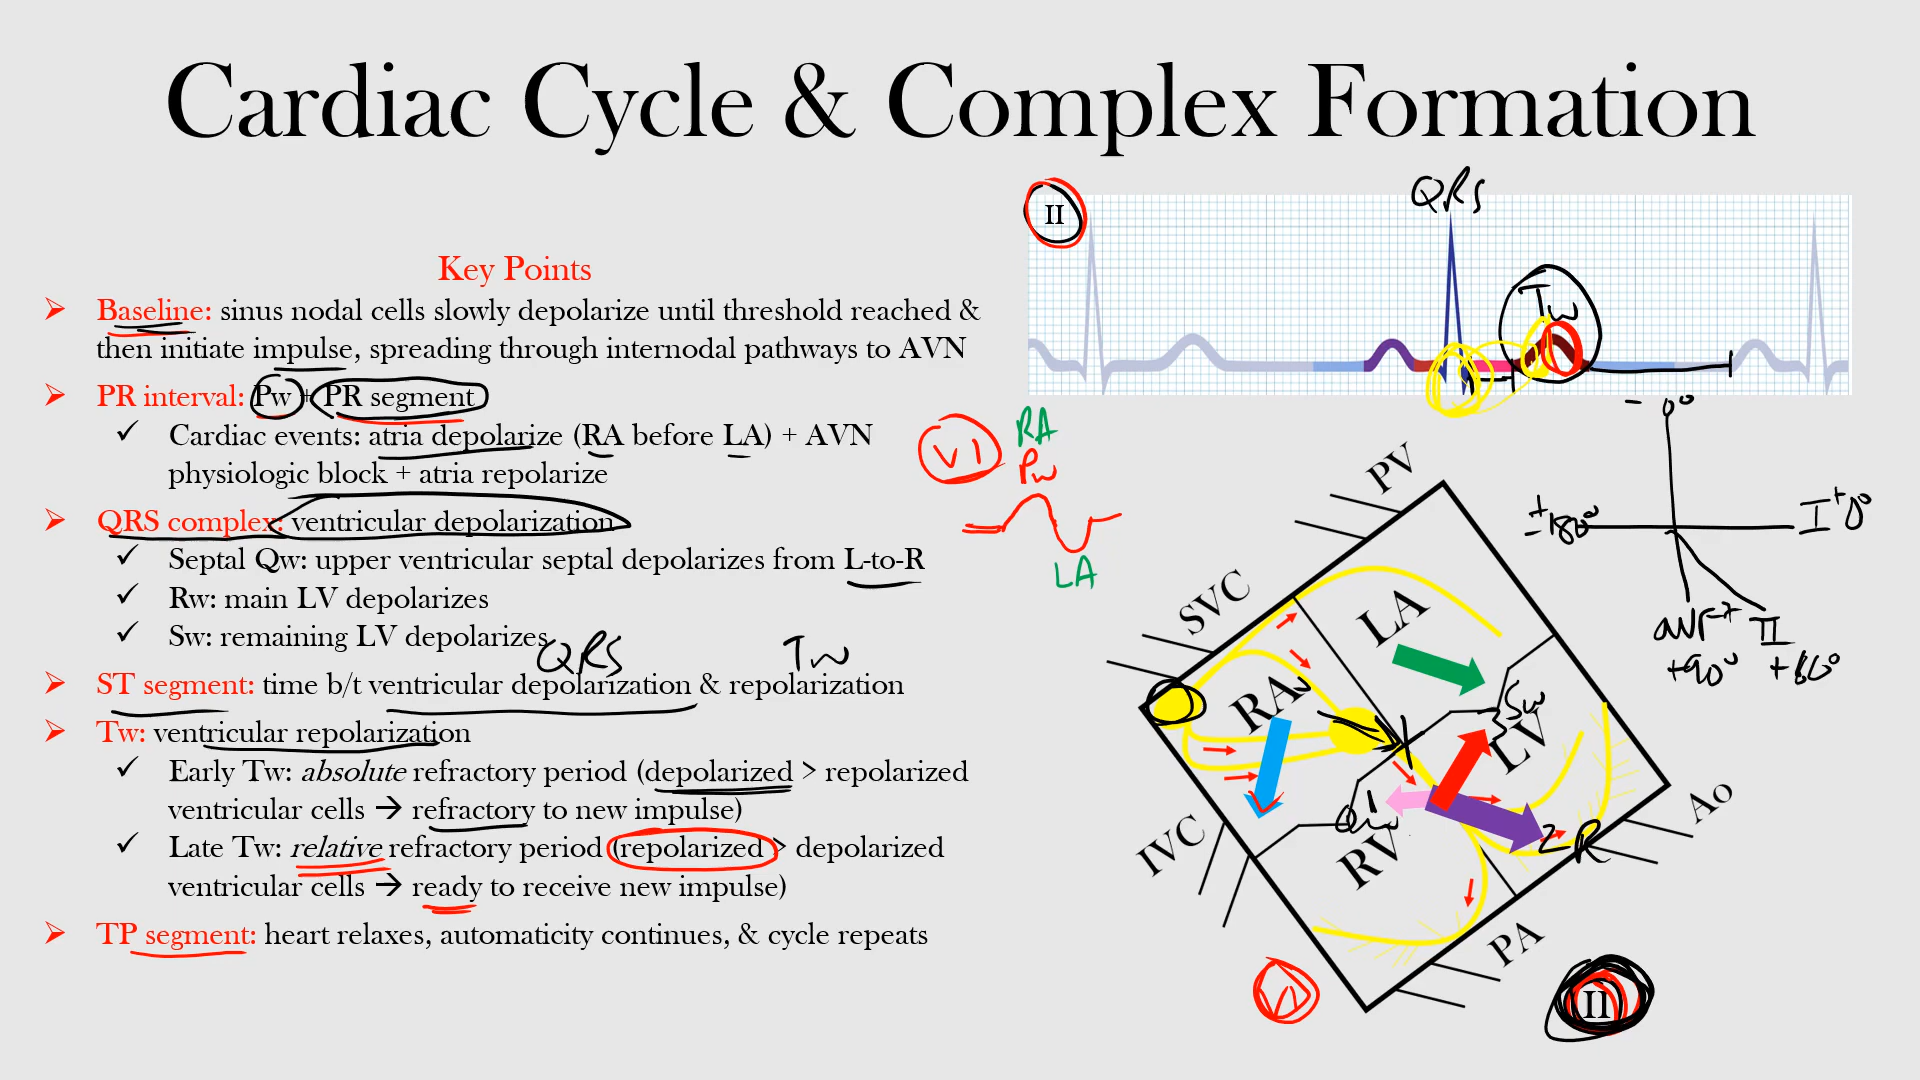 Cardiac Cycle & Complex Formation
Key Points
➢ Baseline: sinus nodal cells slowly depolarize until threshold reached &
then initiate impulse, spreading through internodal pathways to AVN
➢ PR interval: Pw + PR segment
✓ Cardiac events: atria depolarize (RA before LA) + AVN
physiologic block + atria repolarize
➢ QRS complex: ventricular depolarization
✓ Septal Qw: upper ventricular septal depolarizes from L-to-R
✓ Rw: main LV depolarizes
✓ Sw: remaining LV depolarizes
QRS Tw
➢ ST segment: time b/t ventricular depolarization & repolarization
➢ Tw: ventricular repolarization
✓ Early Tw: absolute refractory period (depolarized > repolarized
ventricular cells → refractory to new impulse)
✓ Late Tw: relative refractory period (repolarized > depolarized
ventricular cells → ready to receive new impulse)
➢ TP segment: heart relaxes, automaticity continues, & cycle repeats
QRS
II
Tw
V1
RA
Pw
LA
±180°
I +0°
aVF+
+90°
II
+60°
PV
SVC
LA
RA
Sw
LV
Ao
Qw
R
RV
IVC
PA
II